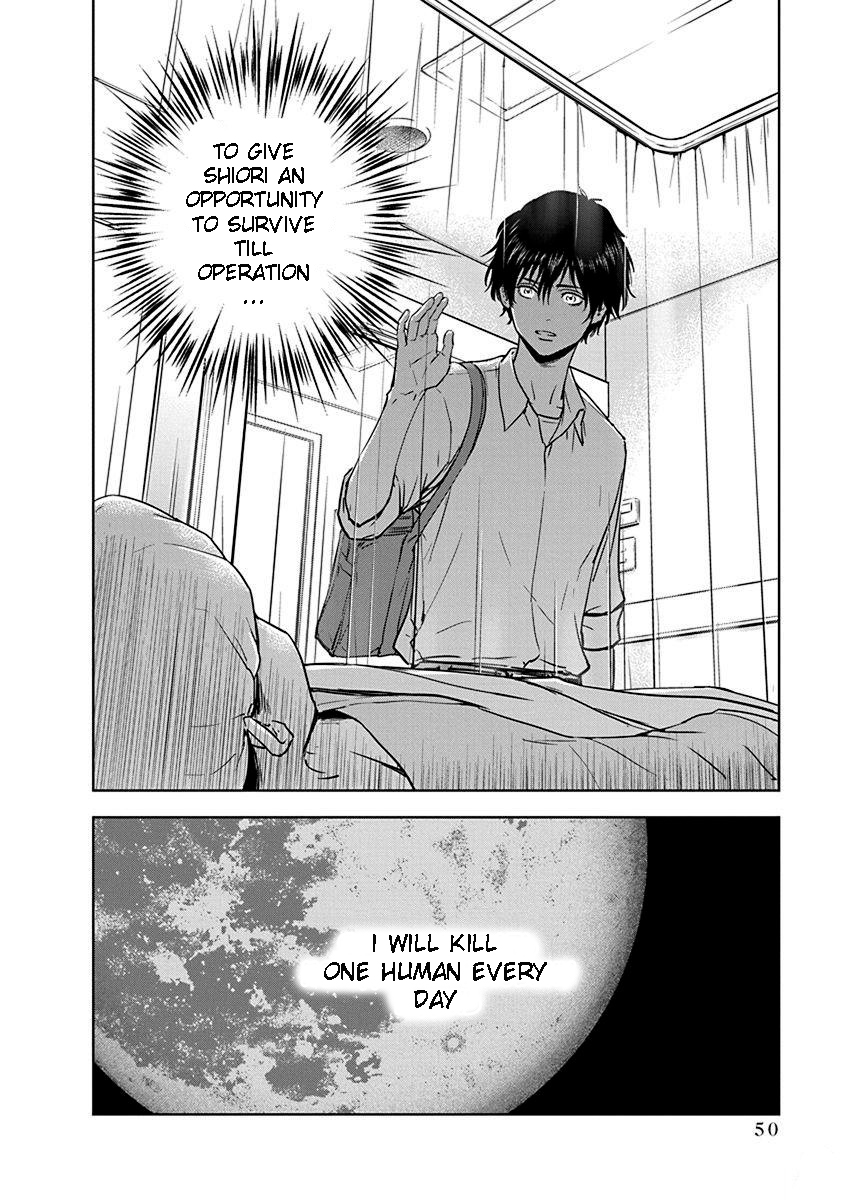 TO GIVE
SHIORI AN
OPPORTUNITY
TO SURVIVE
TILL
OPERATION
...
I WILL KILL
ONE HUMAN EVERY
DAY
50